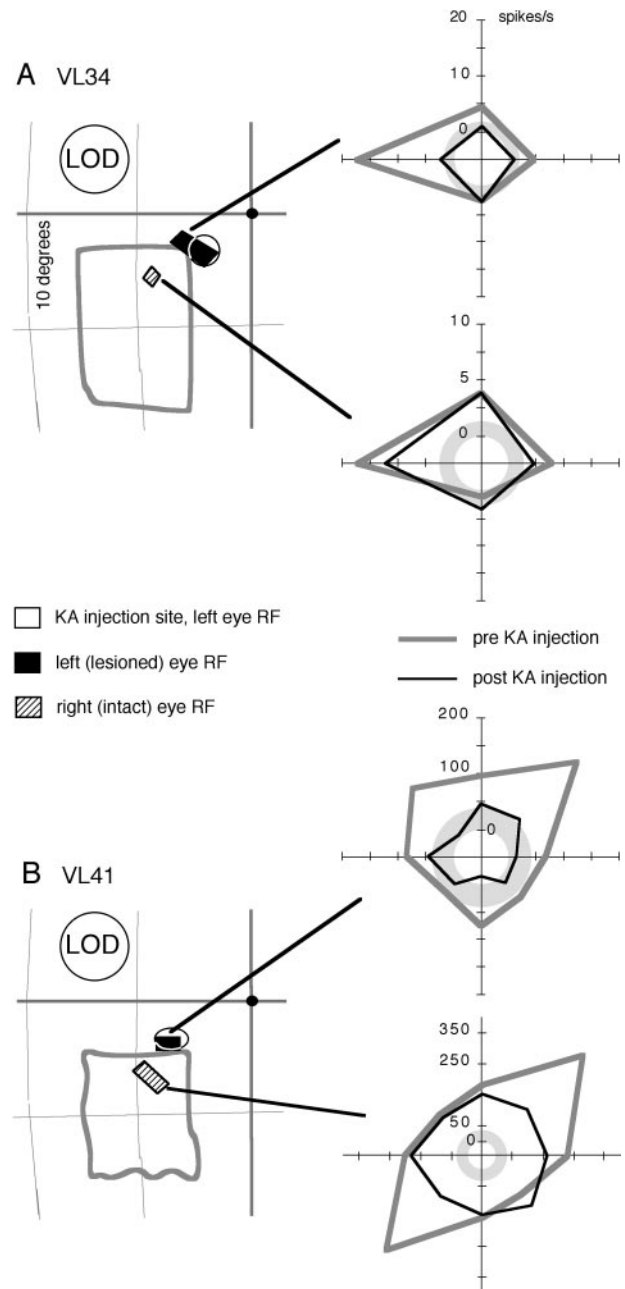 20 spikes/s
A VL34
10
LOD
0
10 degrees
10
5
0
KA injection site, left eye RF
left (lesioned) eye RF
right (intact) eye RF
pre KA injection
post KA injection
200
100
0
B VL41
LOD
350
250
50
0